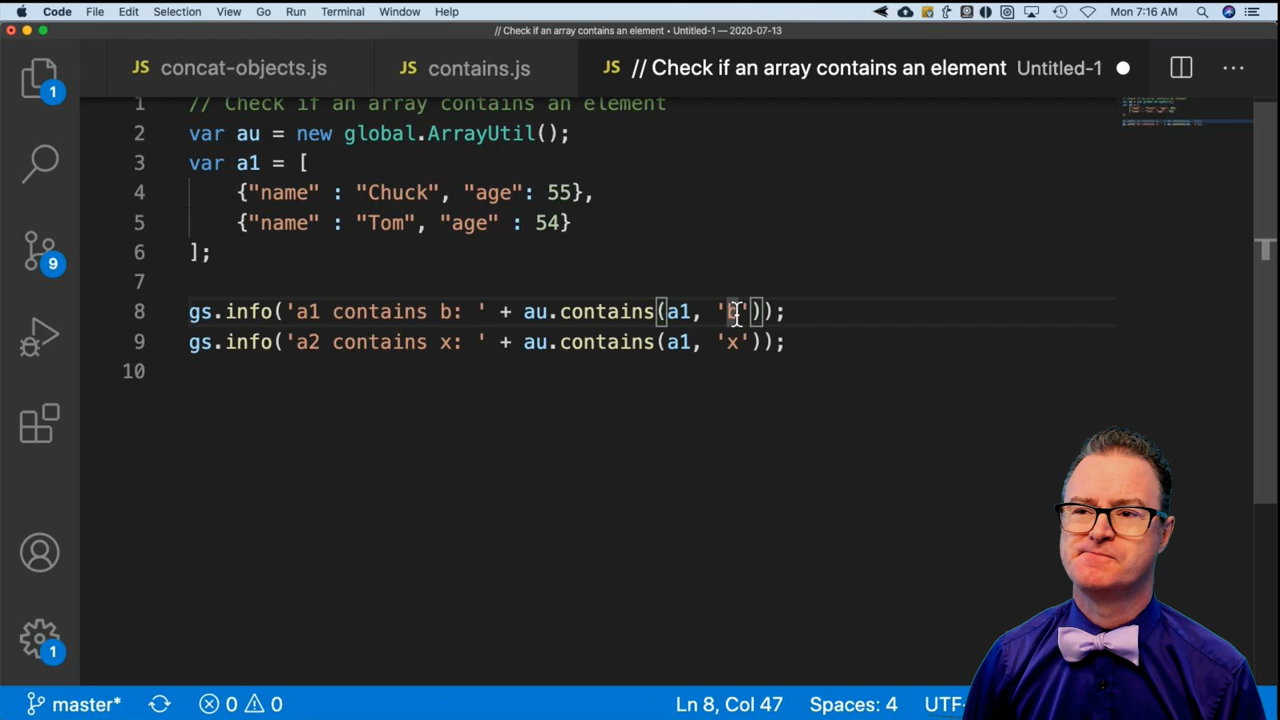 Code File Edit Selection View Go Run Terminal Window Help Mon 7:16 AM
// Check if an array contains an element • Untitled-1 — 2020-07-13
JS concat-objects.js JS contains.js JS // Check if an array contains an element Untitled-1
1 // Check if an array contains an element
2 var au = new global.ArrayUtil();
3 var a1 = [
4 {"name" : "Chuck", "age": 55},
5 {"name" : "Tom", "age" : 54}
6 ];
7
8 gs.info('a1 contains b: ' + au.contains(a1, 'b'));
9 gs.info('a2 contains x: ' + au.contains(a1, 'x'));
10
1
9
1
master* 0 0 Ln 8, Col 47 Spaces: 4 UTF-